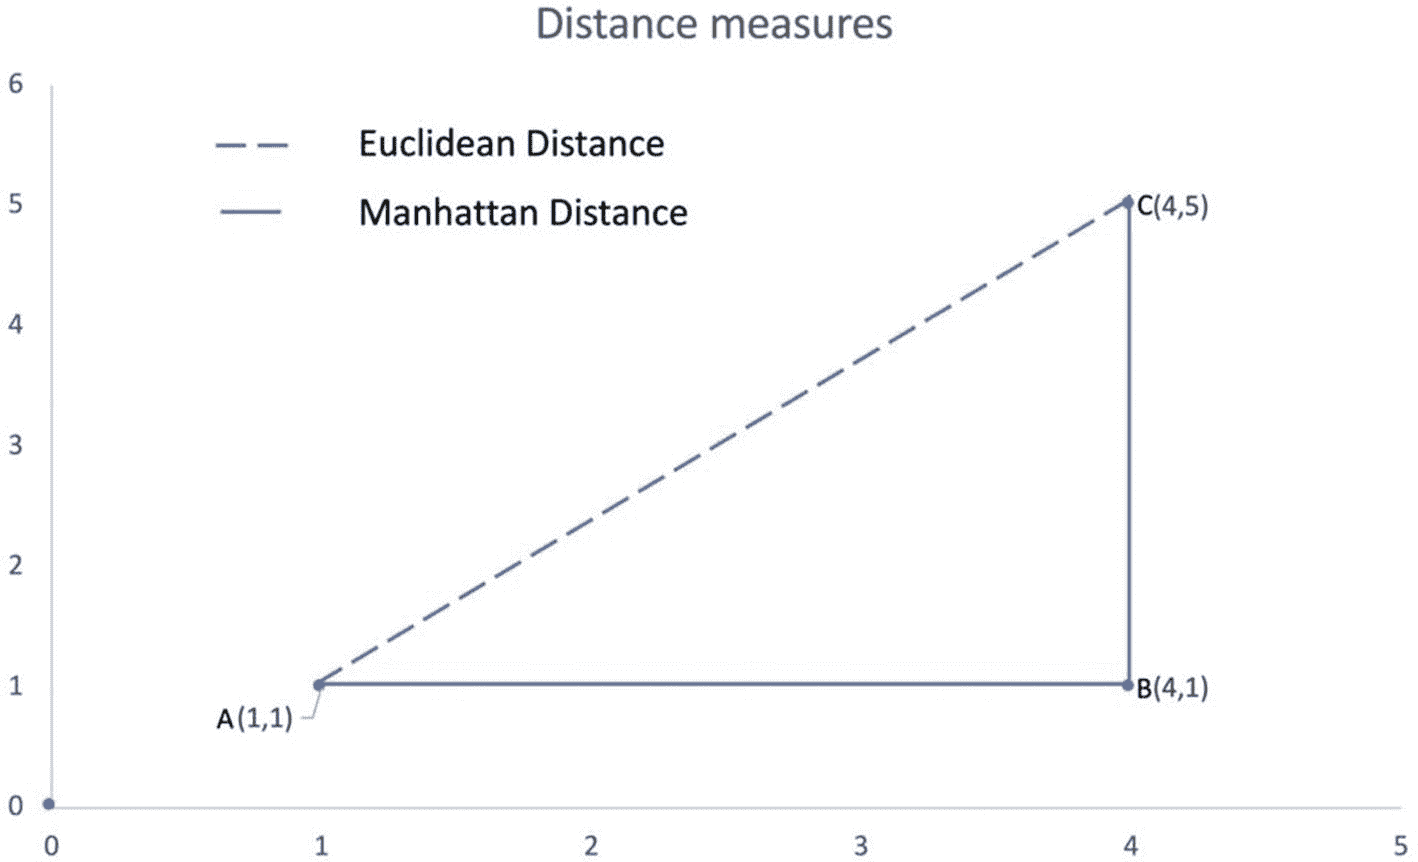 Distance measures
6
Euclidean Distance
5
Manhattan Distance
C(4,5)
4
3
2
1
A(1,1)
B(4,1)
0
0 1 2 3 4 5